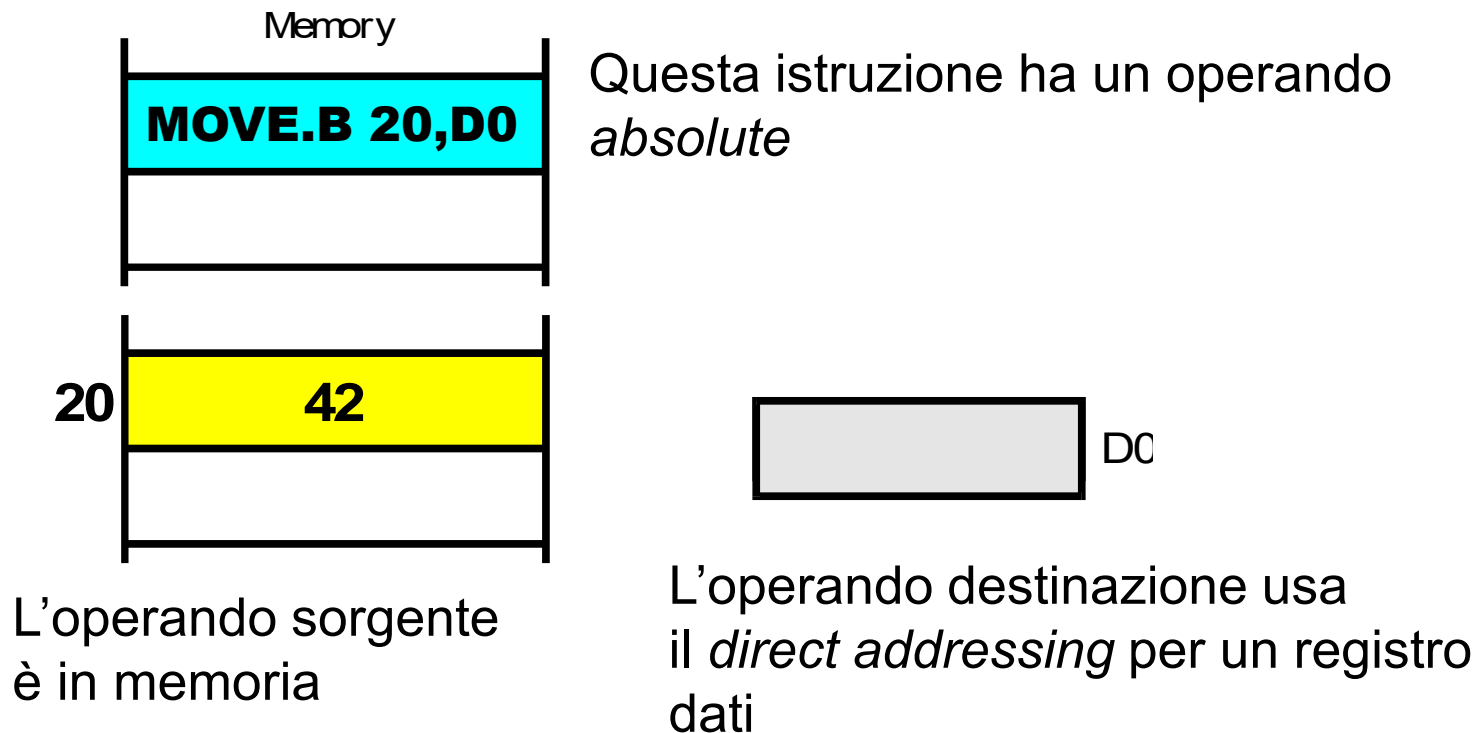 Memory
MOVE.B 20,D0
Questa istruzione ha un operando
absolute
20
42
D0
L’operando sorgente
è in memoria
L’operando destinazione usa
il direct addressing per un registro
dati